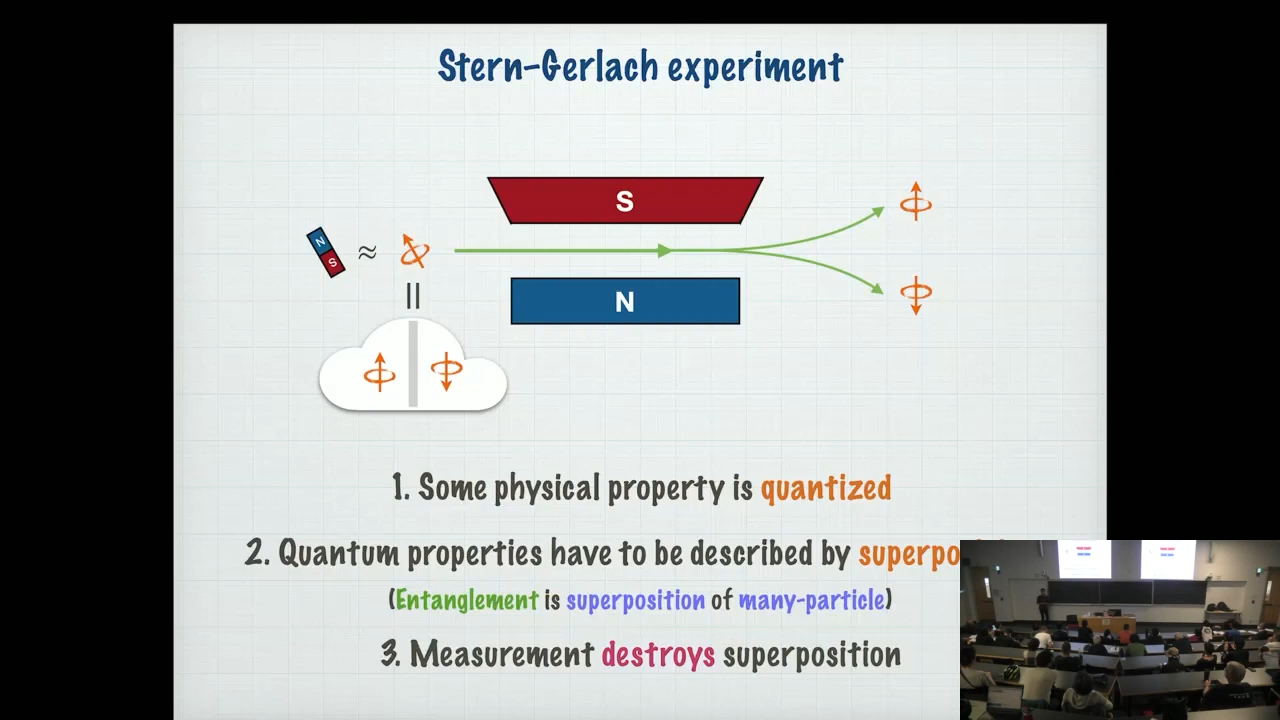 Stern-Gerlach experiment
S
N
S
≈
=
N
1. Some physical property is quantized
2. Quantum properties have to be described by
(Entanglement is superposition of many-particle)
3. Measurement destroys superposition